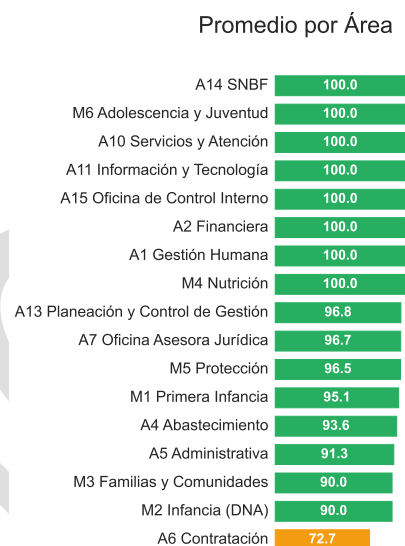 Promedio por Área
A14 SNBF 100.0
M6 Adolescencia y Juventud 100.0
A10 Servicios y Atención 100.0
A11 Información y Tecnología 100.0
A15 Oficina de Control Interno 100.0
A2 Financiera 100.0
A1 Gestión Humana 100.0
M4 Nutrición 100.0
A13 Planeación y Control de Gestión 96.8
A7 Oficina Asesora Jurídica 96.7
M5 Protección 96.5
M1 Primera Infancia 95.1
A4 Abastecimiento 93.6
A5 Administrativa 91.3
M3 Familias y Comunidades 90.0
M2 Infancia (DNA) 90.0
A6 Contratación 72.7